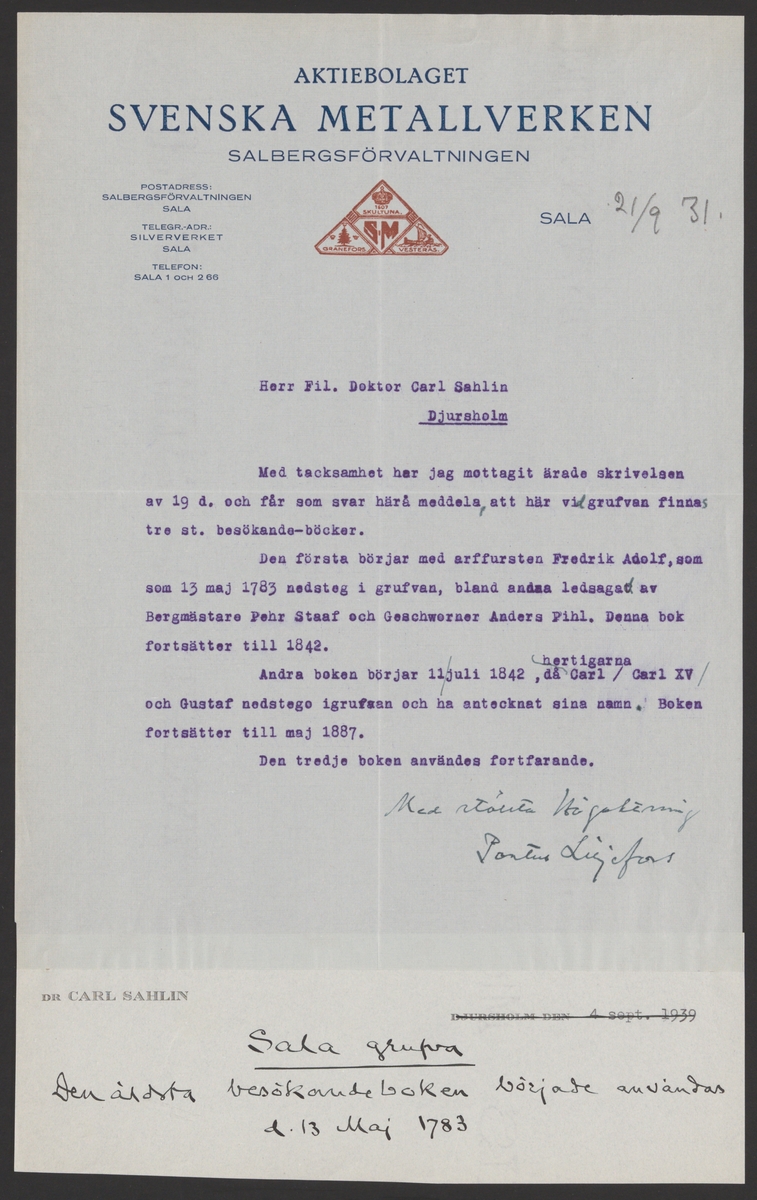 AKTIEBOLAGET
SVENSKA METALLVERKEN
SALBERGSFÖRVALTNINGEN
POSTADRESS:
SALBERGSFÖRVALTNINGEN
SALA
TELEGR.-ADR.:
SILVERVERKET
SALA
TELEFON:
SALA 1 OCH 2 66
1607
SKULTUNA.
S.M
GRANEFORS.
VESTERÅS.
SALA 21/9 31.
Herr Fil. Doktor Carl Sahlin
Djursholm
Med tacksamhet har jag mottagit ärade skrivelsen
av 19 d. och får som svar härå meddela, att här vid grufvan finnas
tre st. besökande-böcker.
Den första börjar med arffursten Fredrik Adolf, som
som 13 maj 1783 nedsteg i grufvan, bland andra ledsagad av
Bergmästare Pehr Staaf och Geschworner Anders Pihl. Denna bok
fortsätter till 1842.
hertigarna
Andra boken börjar 11/juli 1842 , då Carl / Carl XV /
och Gustaf nedstego igrufaan och ha antecknat sina namn. Boken
fortsätter till maj 1887.
Den tredje boken användes fortfarande.
Med största Högaktning
Pontus Liljefors
DR CARL SAHLIN
DJURSHOLM DEN 4 sept. 1939
Sala grufva
Den äldsta besökandeboken började användas
d. 13 Maj 1783